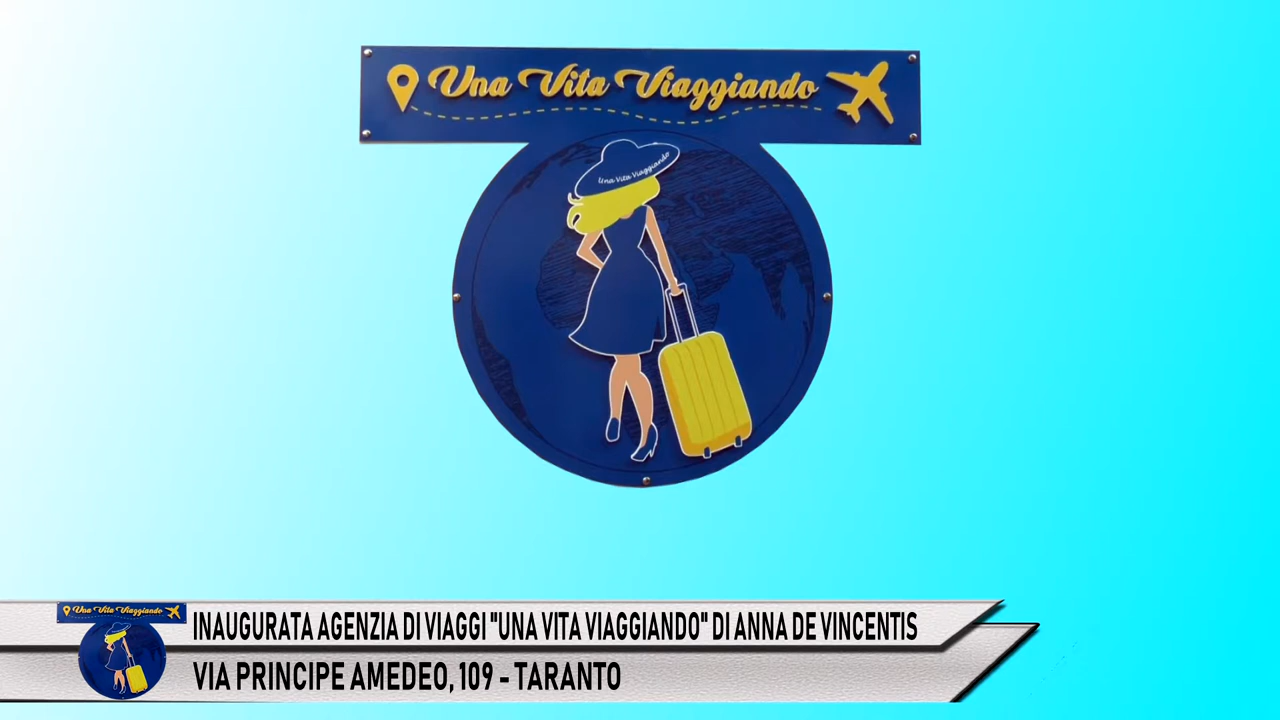 Una Vita Viaggiando
Una Vita Viaggiando
Una Vita Viaggiando
INAUGURATA AGENZIA DI VIAGGI "UNA VITA VIAGGIANDO" DI ANNA DE VINCENTIS
VIA PRINCIPE AMEDEO, 109 - TARANTO